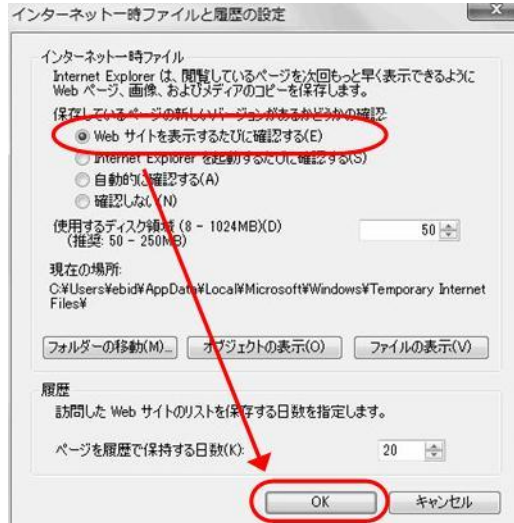 インターネット一時ファイルと履歴の設定
インターネット一時ファイル
Internet Explorer は、閲覧しているページを次回もっと早く表示できるように
Web ページ、画像、およびメディアのコピーを保存します。
保存しているページの新しいバージョンがあるかどうかの確認:
Web サイトを表示するたびに確認する(E)
Internet Explorer を起動するたびに確認する(S)
自動的に確認する(A)
確認しない(N)
使用するディスク領域 (8 - 1024MB)(D) 50
(推奨: 50 - 250MB)
現在の場所:
C:¥Users¥ebid¥AppData¥Local¥Microsoft¥Windows¥Temporary Internet
Files¥
フォルダーの移動(M)... オブジェクトの表示(O) ファイルの表示(V)
履歴
訪問した Web サイトのリストを保存する日数を指定します。
ページを履歴で保持する日数(K): 20
OK キャンセル